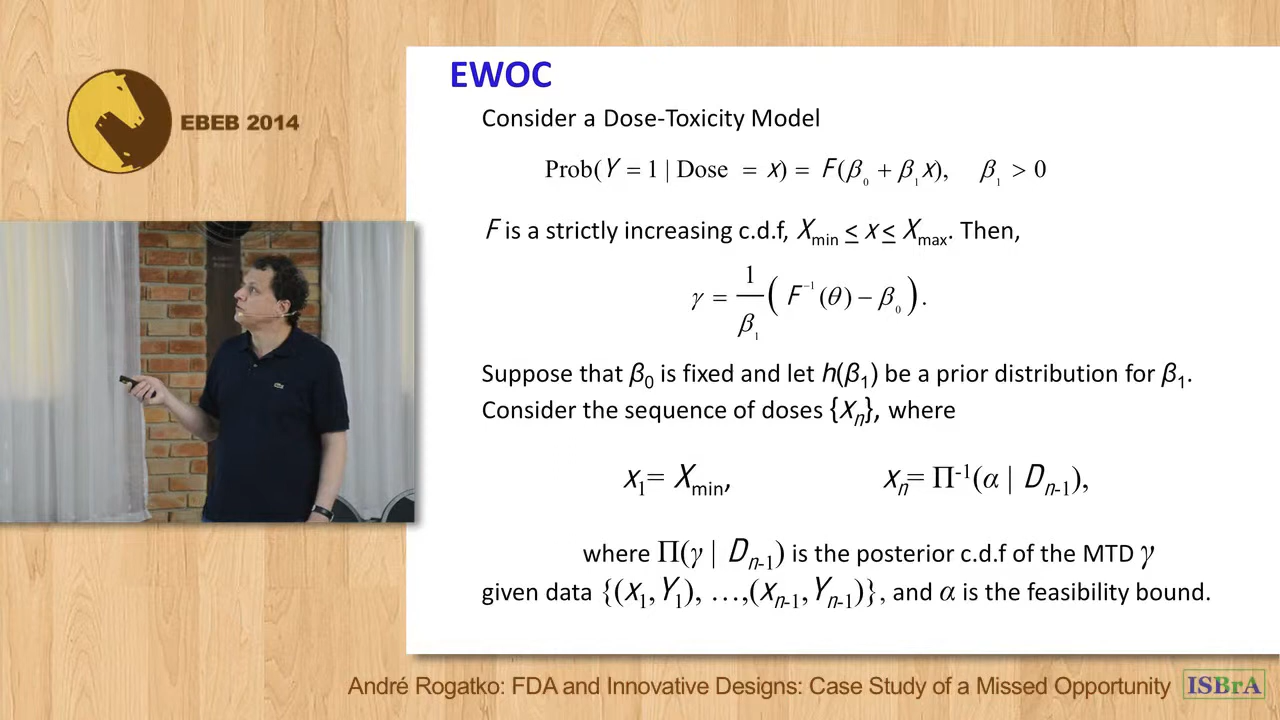 EBEB 2014
EWOC
Consider a Dose-Toxicity Model
Prob(Y = 1 | Dose = x) = F(β₀ + β₁x), β₁ > 0
F is a strictly increasing c.d.f, Xmin ≤ x ≤ Xmax. Then,
γ = 1/β₁ ( F⁻¹(θ) − β₀ ).
Suppose that β₀ is fixed and let h(β₁) be a prior distribution for β₁.
Consider the sequence of doses {xₙ}, where
x₁= Xmin, xₙ= Π⁻¹(α | Dₙ₋₁),
where Π(γ | Dₙ₋₁) is the posterior c.d.f of the MTD γ
given data {(x₁,Y₁), …,(xₙ₋₁,Yₙ₋₁)}, and α is the feasibility bound.
André Rogatko: FDA and Innovative Designs: Case Study of a Missed Opportunity
ISBrA